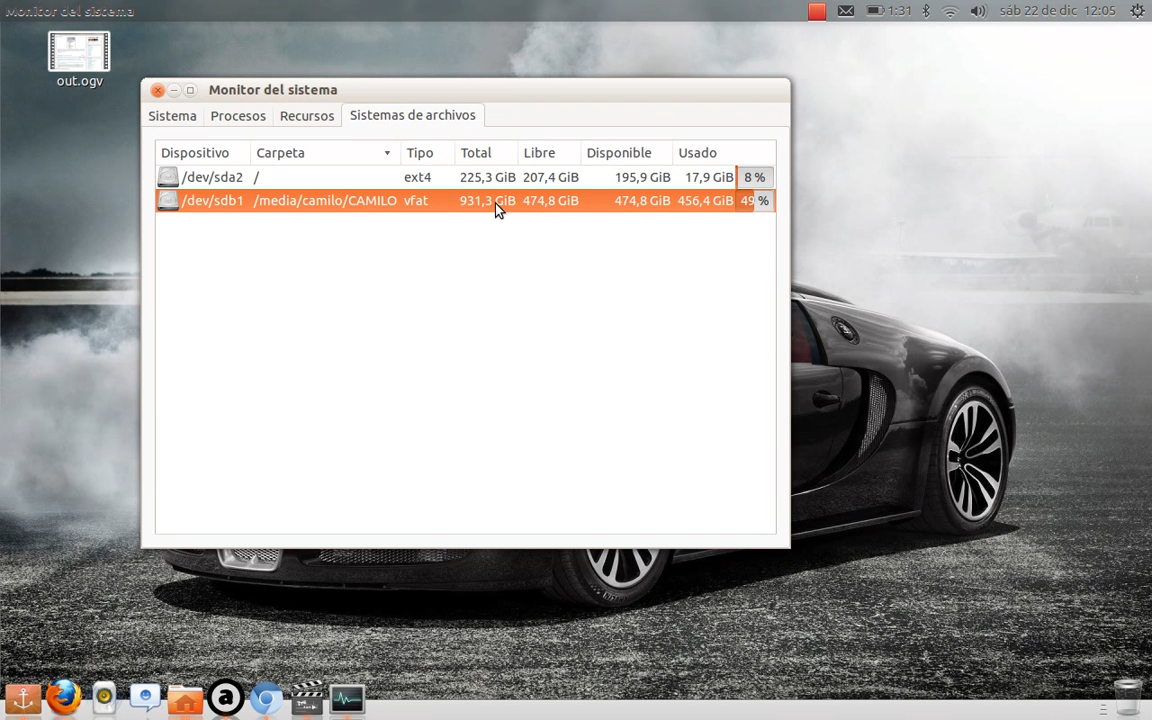 Monitor del sistema
1:31
sáb 22 de dic 12:05
out.ogv
Monitor del sistema
Sistema Procesos Recursos Sistemas de archivos
Dispositivo Carpeta Tipo Total Libre Disponible Usado
/dev/sda2 / ext4 225,3 GiB 207,4 GiB 195,9 GiB 17,9 GiB 8 %
/dev/sdb1 /media/camilo/CAMILO vfat 931,3 GiB 474,8 GiB 474,8 GiB 456,4 GiB 49 %
a